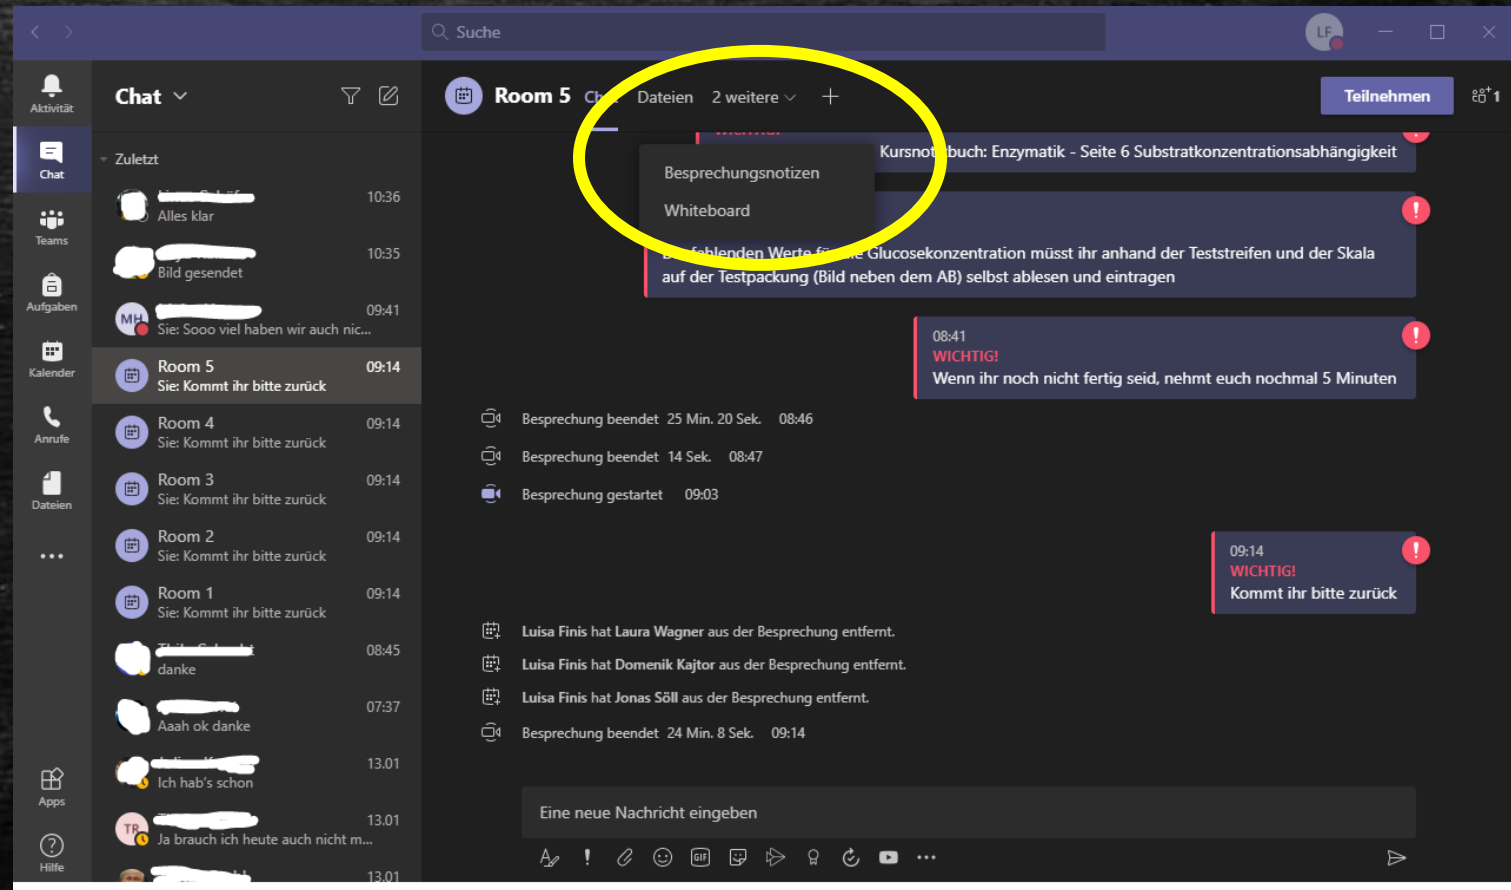 Suche
LF
Aktivität
Chat
Teams
Aufgaben
Kalender
Anrufe
Dateien
Apps
Hilfe
Chat
Zuletzt
10:36
Alles klar
10:35
Bild gesendet
MH
09:41
Sie: Sooo viel haben wir auch nic...
Room 5 09:14
Sie: Kommt ihr bitte zurück
Room 4 09:14
Sie: Kommt ihr bitte zurück
Room 3 09:14
Sie: Kommt ihr bitte zurück
Room 2 09:14
Sie: Kommt ihr bitte zurück
Room 1 09:14
Sie: Kommt ihr bitte zurück
08:45
danke
07:37
Aaah ok danke
13.01
Ich hab's schon
TR
13.01
Ja brauch ich heute auch nicht m...
13.01
Room 5 Chat Dateien 2 weitere
Teilnehmen
1
Besprechungsnotizen
Whiteboard
WICHTIG!
Kursnotizbuch: Enzymatik - Seite 6 Substratkonzentrationsabhängigkeit
Glucosekonzentration müsst ihr anhand der Teststreifen und der Skala
auf der Testpackung (Bild neben dem AB) selbst ablesen und eintragen
08:41
WICHTIG!
Wenn ihr noch nicht fertig seid, nehmt euch nochmal 5 Minuten
Besprechung beendet 25 Min. 20 Sek. 08:46
Besprechung beendet 14 Sek. 08:47
Besprechung gestartet 09:03
09:14
WICHTIG!
Kommt ihr bitte zurück
Luisa Finis hat Laura Wagner aus der Besprechung entfernt.
Luisa Finis hat Domenik Kajtor aus der Besprechung entfernt.
Luisa Finis hat Jonas Söll aus der Besprechung entfernt.
Besprechung beendet 24 Min. 8 Sek. 09:14
Eine neue Nachricht eingeben
GIF